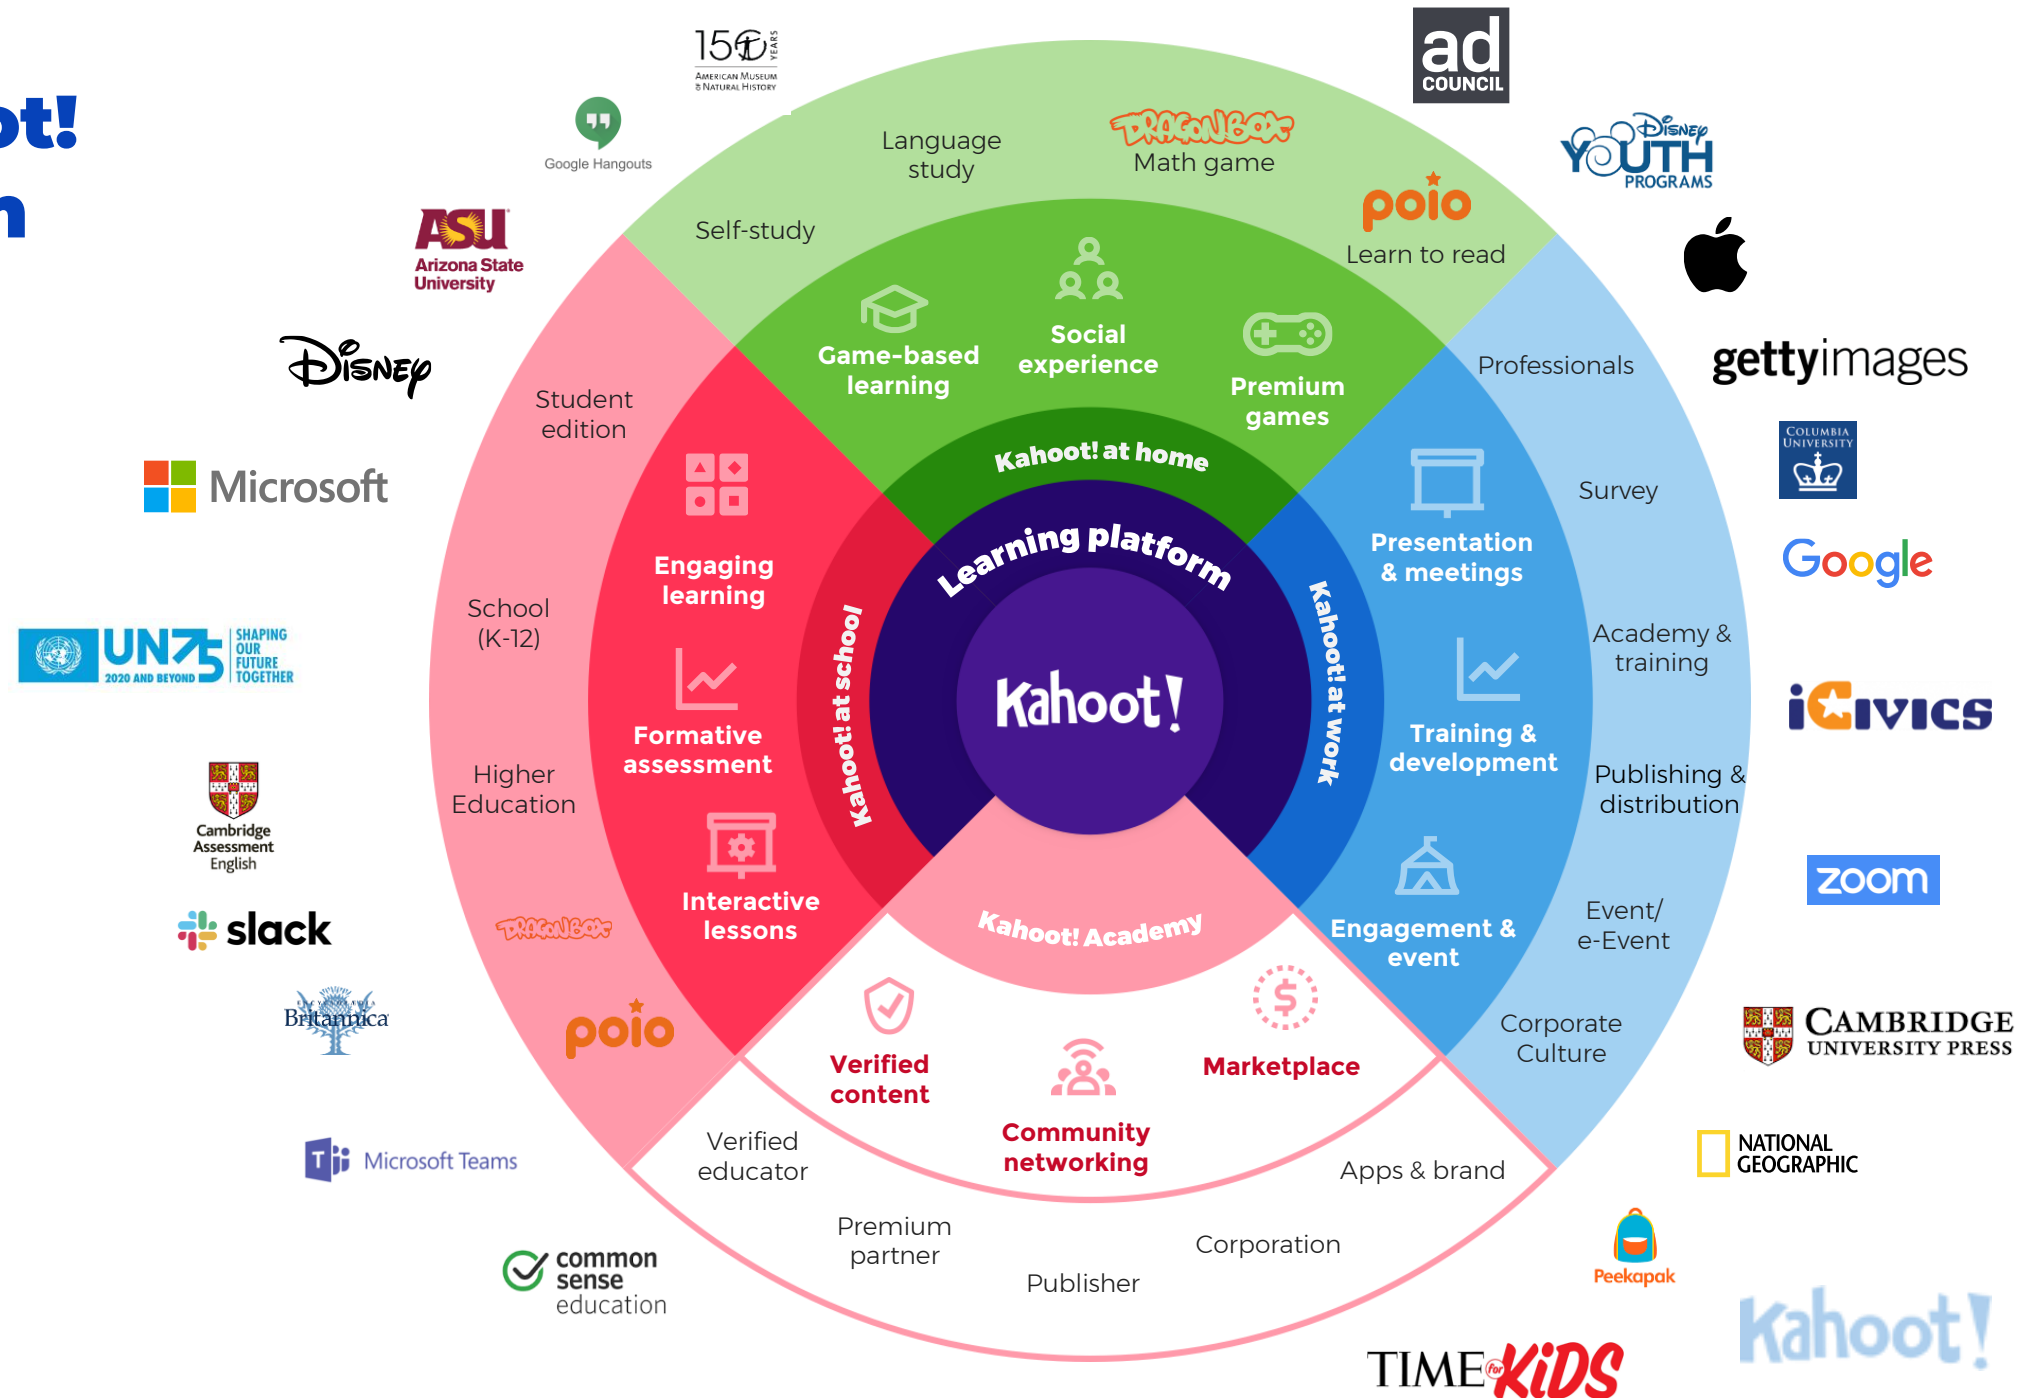 ot!
n
150 YEARS
AMERICAN MUSEUM
OF NATURAL HISTORY
Google Hangouts
ASU
Arizona State
University
Disney
Microsoft
UN75
2020 AND BEYOND
SHAPING
OUR
FUTURE
TOGETHER
Cambridge
Assessment
English
slack
ENCYCLOPÆDIA
Britannica
Microsoft Teams
common
sense
education
ad
COUNCIL
Disney
YOUTH
PROGRAMS
gettyimages
COLUMBIA
UNIVERSITY
Google
iCivics
zoom
CAMBRIDGE
UNIVERSITY PRESS
NATIONAL
GEOGRAPHIC
Peekapak
TIME for KiDS
Kahoot!
Self-study
Language
study
DRAGONBOX
Math game
poio
Learn to read
Game-based
learning
Social
experience
Premium
games
Kahoot! at home
Student
edition
School
(K-12)
Higher
Education
DRAGONBOX
poio
Engaging
learning
Formative
assessment
Interactive
lessons
Kahoot! at school
Learning platform
Kahoot!
Kahoot! at work
Presentation
& meetings
Training &
development
Engagement &
event
Professionals
Survey
Academy &
training
Publishing &
distribution
Event/
e-Event
Corporate
Culture
Kahoot! Academy
Verified
content
Community
networking
Marketplace
Verified
educator
Premium
partner
Publisher
Corporation
Apps & brand